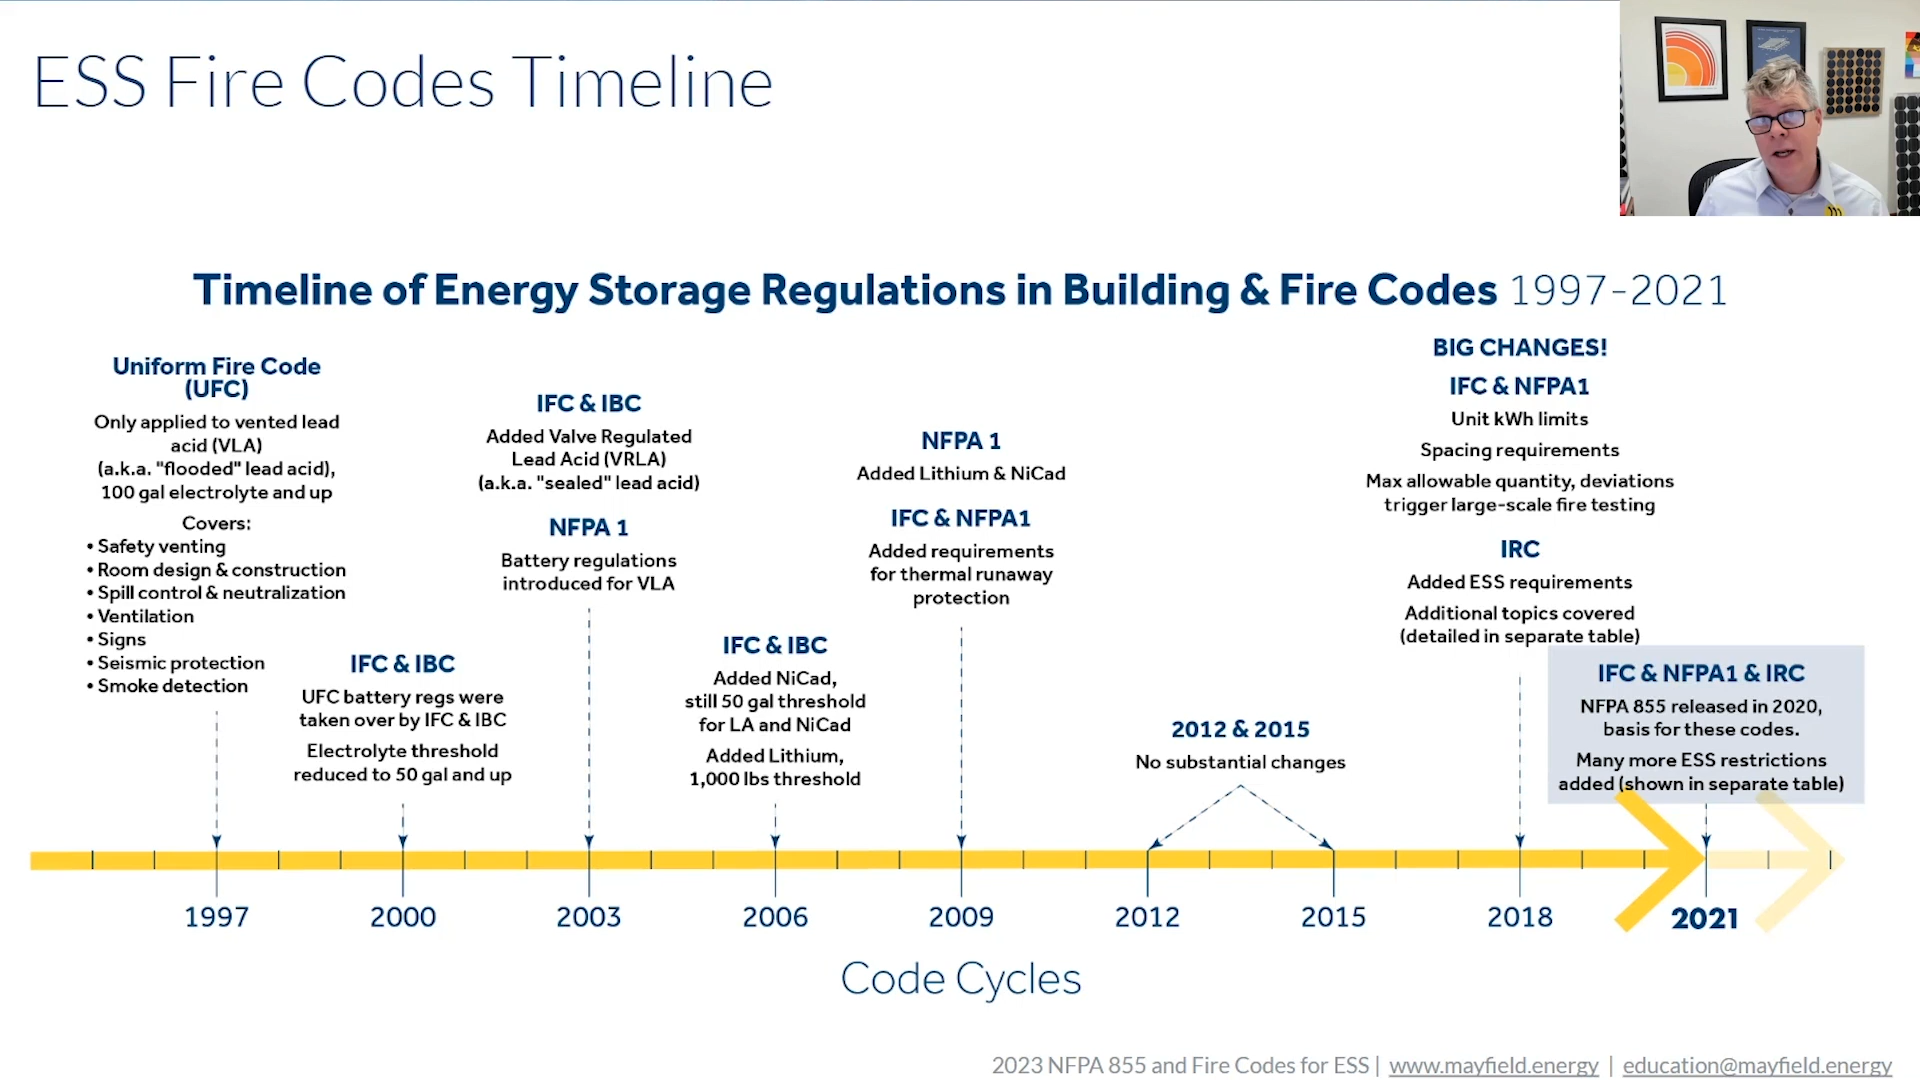 ESS Fire Codes Timeline
Timeline of Energy Storage Regulations in Building & Fire Codes 1997-2021
Uniform Fire Code
(UFC)
Only applied to vented lead
acid (VLA)
(a.k.a. "flooded" lead acid),
100 gal electrolyte and up
Covers:
• Safety venting
• Room design & construction
• Spill control & neutralization
• Ventilation
• Signs
• Seismic protection
• Smoke detection
IFC & IBC
UFC battery regs were
taken over by IFC & IBC
Electrolyte threshold
reduced to 50 gal and up
IFC & IBC
Added Valve Regulated
Lead Acid (VRLA)
(a.k.a. "sealed" lead acid)
NFPA 1
Battery regulations
introduced for VLA
IFC & IBC
Added NiCad,
still 50 gal threshold
for LA and NiCad
Added Lithium,
1,000 lbs threshold
NFPA 1
Added Lithium & NiCad
IFC & NFPA1
Added requirements
for thermal runaway
protection
2012 & 2015
No substantial changes
BIG CHANGES!
IFC & NFPA1
Unit kWh limits
Spacing requirements
Max allowable quantity, deviations
trigger large-scale fire testing
IRC
Added ESS requirements
Additional topics covered
(detailed in separate table)
IFC & NFPA1 & IRC
NFPA 855 released in 2020,
basis for these codes.
Many more ESS restrictions
added (shown in separate table)
1997 2000 2003 2006 2009 2012 2015 2018 2021
Code Cycles
2023 NFPA 855 and Fire Codes for ESS | www.mayfield.energy | education@mayfield.energy